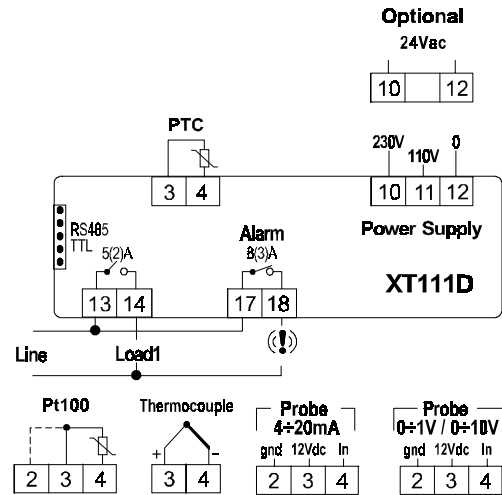 Optional
24Vac
10 12
PTC
230V 110V 0
3 4
10 11 12
RS485
TTL
Power Supply
5(2)A
Alarm
8(3)A
XT111D
13 14
17 18
Line
Load1
Pt100
2 3 4
Thermocouple
+ -
3 4
Probe
4÷20mA
gnd 12Vdc In
2 3 4
Probe
0÷1V / 0÷10V
gnd 12Vdc In
2 3 4